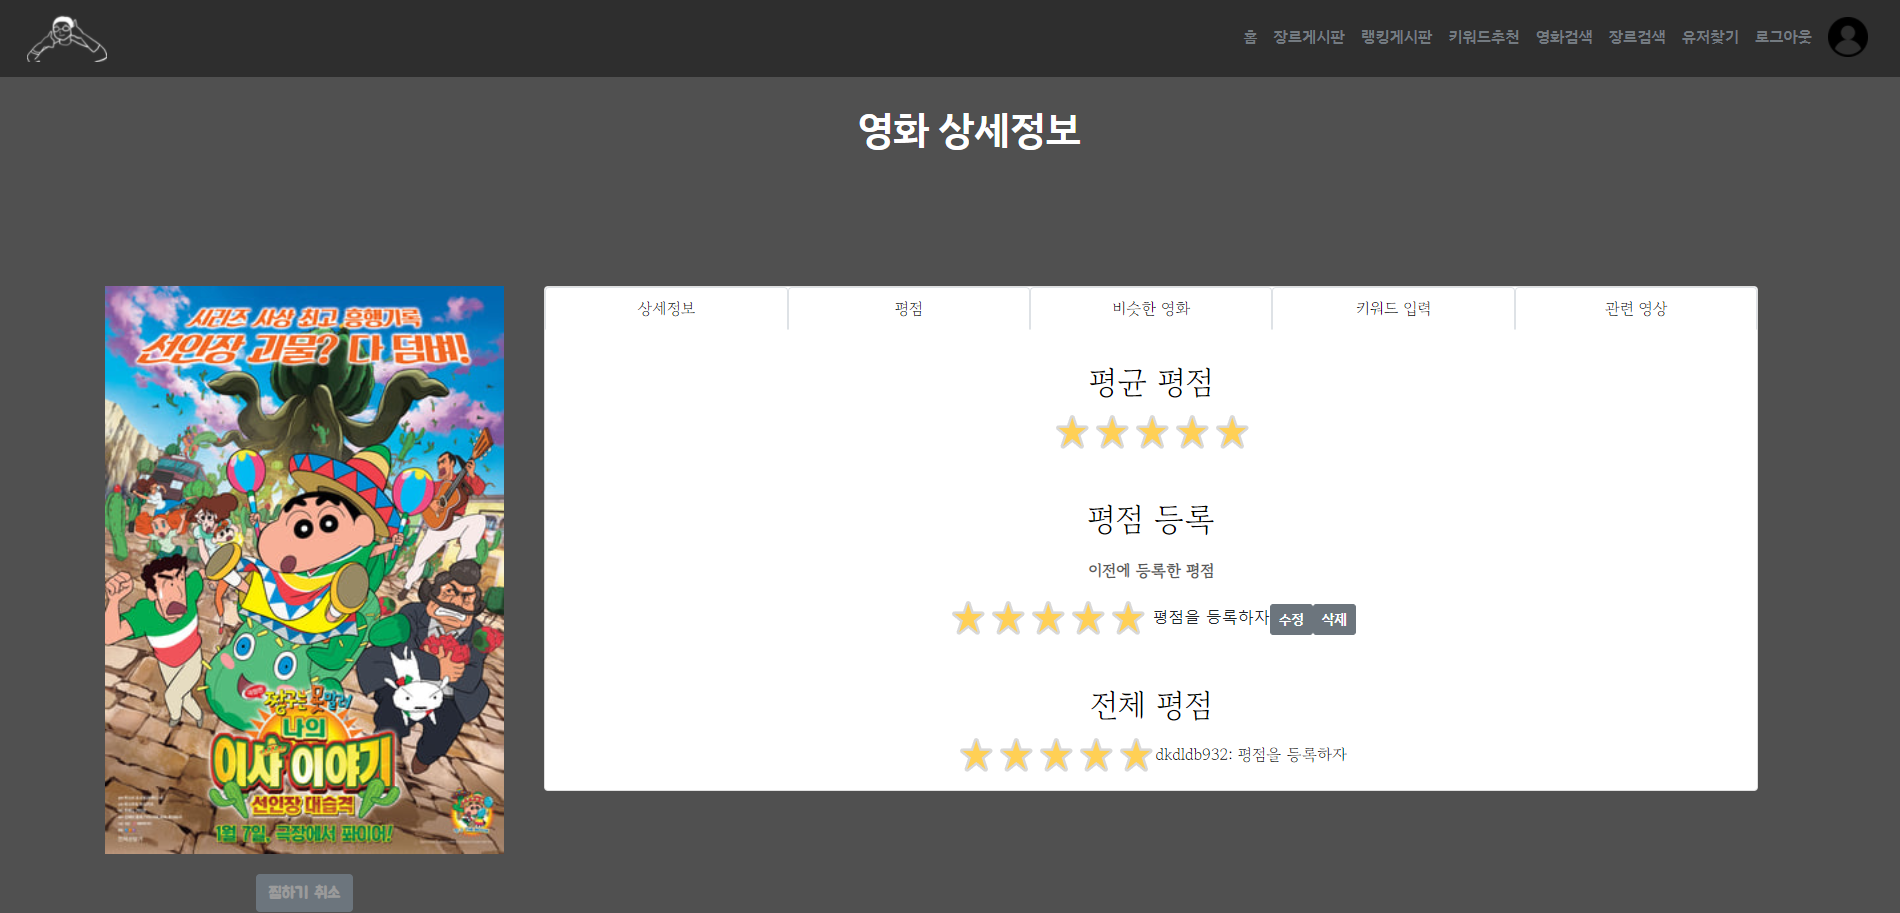 홈 장르게시판 랭킹게시판 키워드추천 영화검색 장르검색 유저찾기 로그아웃
영화 상세정보
시리즈 사상 최고 흥행기록
선인장 괴물? 다 덤벼!
짱구는 못말려
나의
이사 이야기
선인장 대습격
1월 7일, 극장에서 퐈이어!
찜하기 취소
상세정보 평점 비슷한 영화 키워드 입력 관련 영상
평균 평점
평점 등록
이전에 등록한 평점
평점을 등록하자 수정 삭제
전체 평점
dkdldb932: 평점을 등록하자